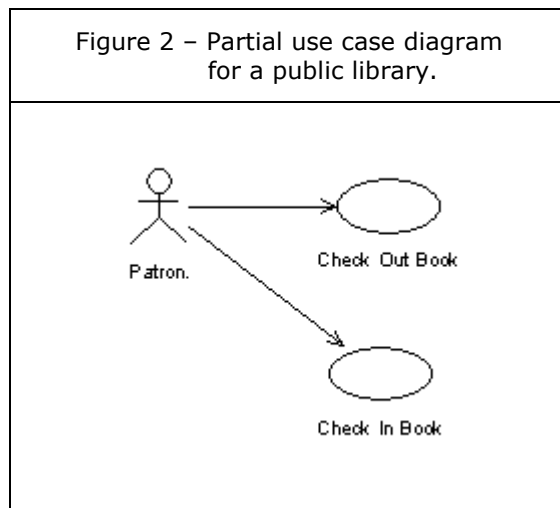 Figure 2 – Partial use case diagram
for a public library.
Check Out Book
Patron.
Check In Book